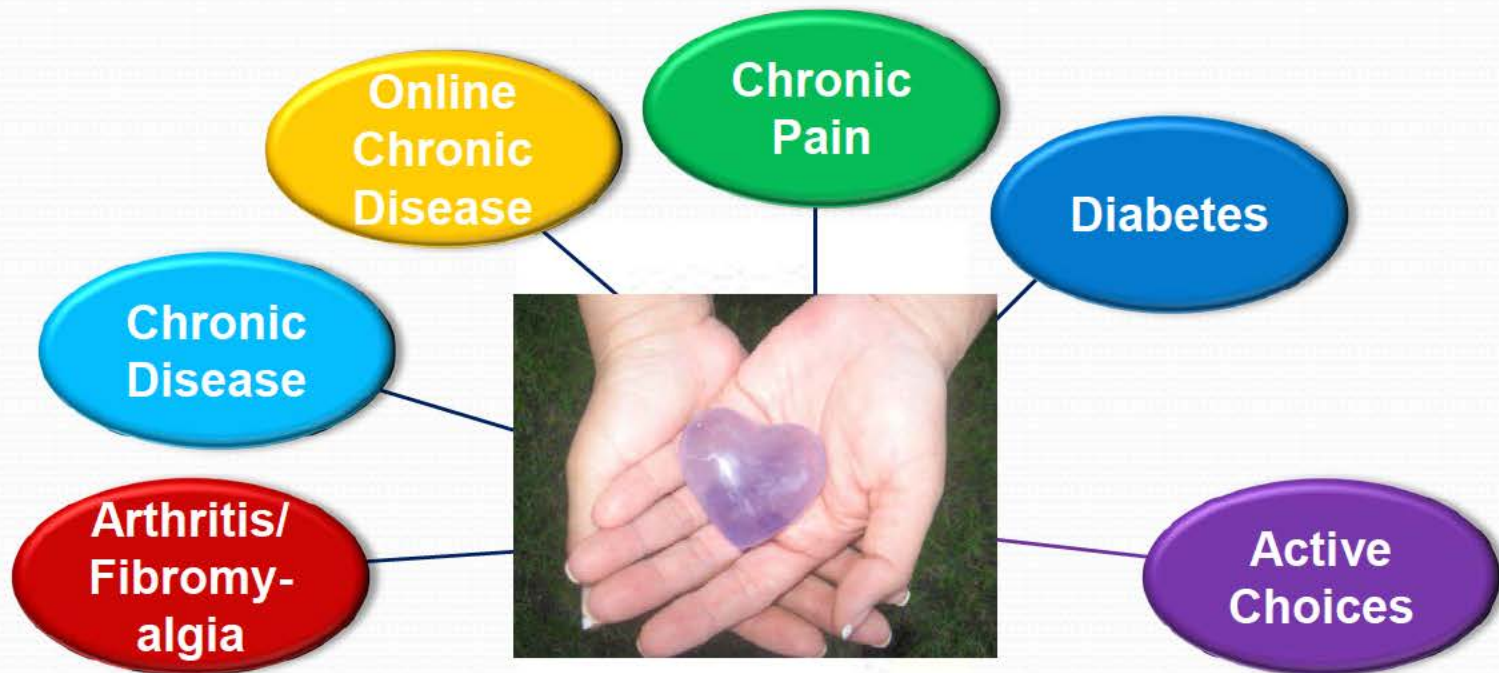 Online
Chronic
Disease
Chronic
Pain
Diabetes
Chronic
Disease
Arthritis/
Fibromy-
algia
Active
Choices